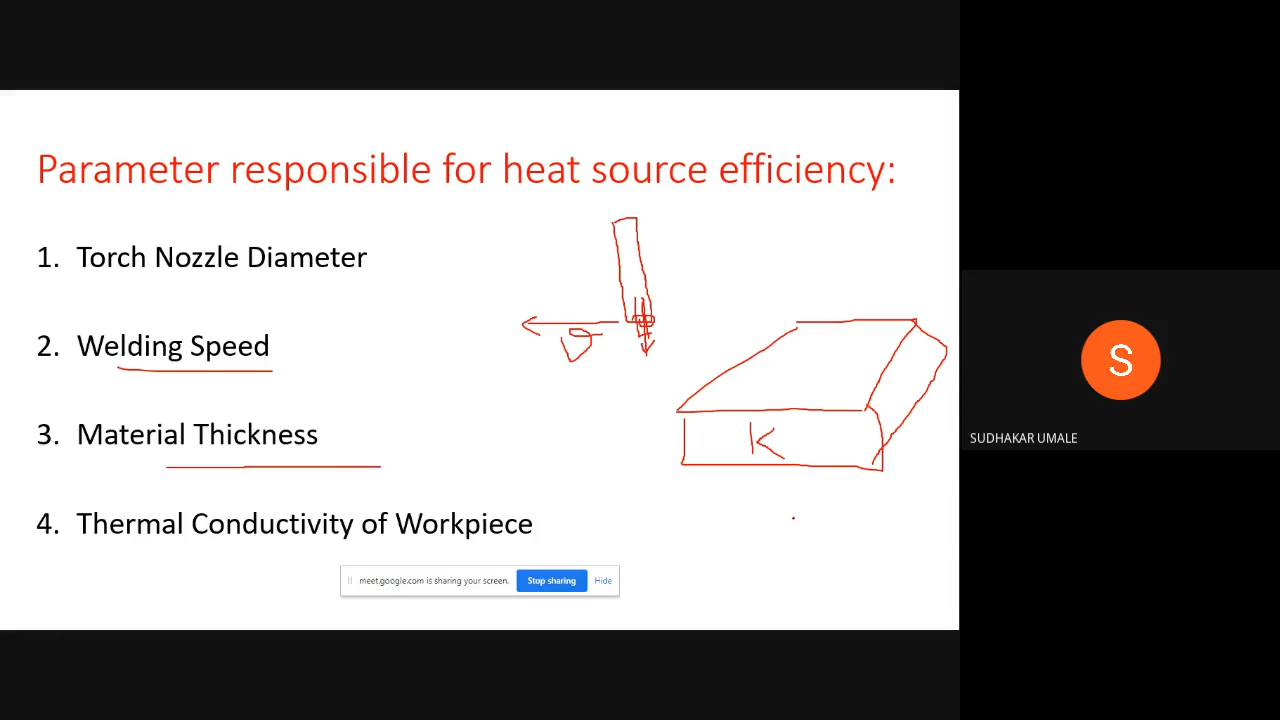 Parameter responsible for heat source efficiency:
1. Torch Nozzle Diameter
2. Welding Speed
3. Material Thickness
4. Thermal Conductivity of Workpiece
K
meet.google.com is sharing your screen. Stop sharing Hide
S
SUDHAKAR UMALE